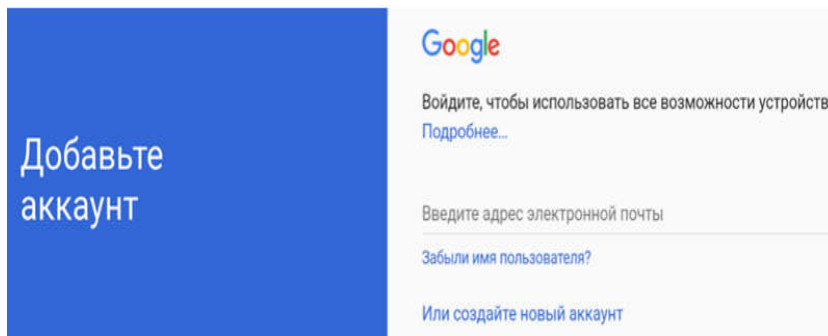 Добавьте
аккаунт
Google
Войдите, чтобы использовать все возможности устройств
Подробнее...
Введите адрес электронной почты
Забыли имя пользователя?
Или создайте новый аккаунт